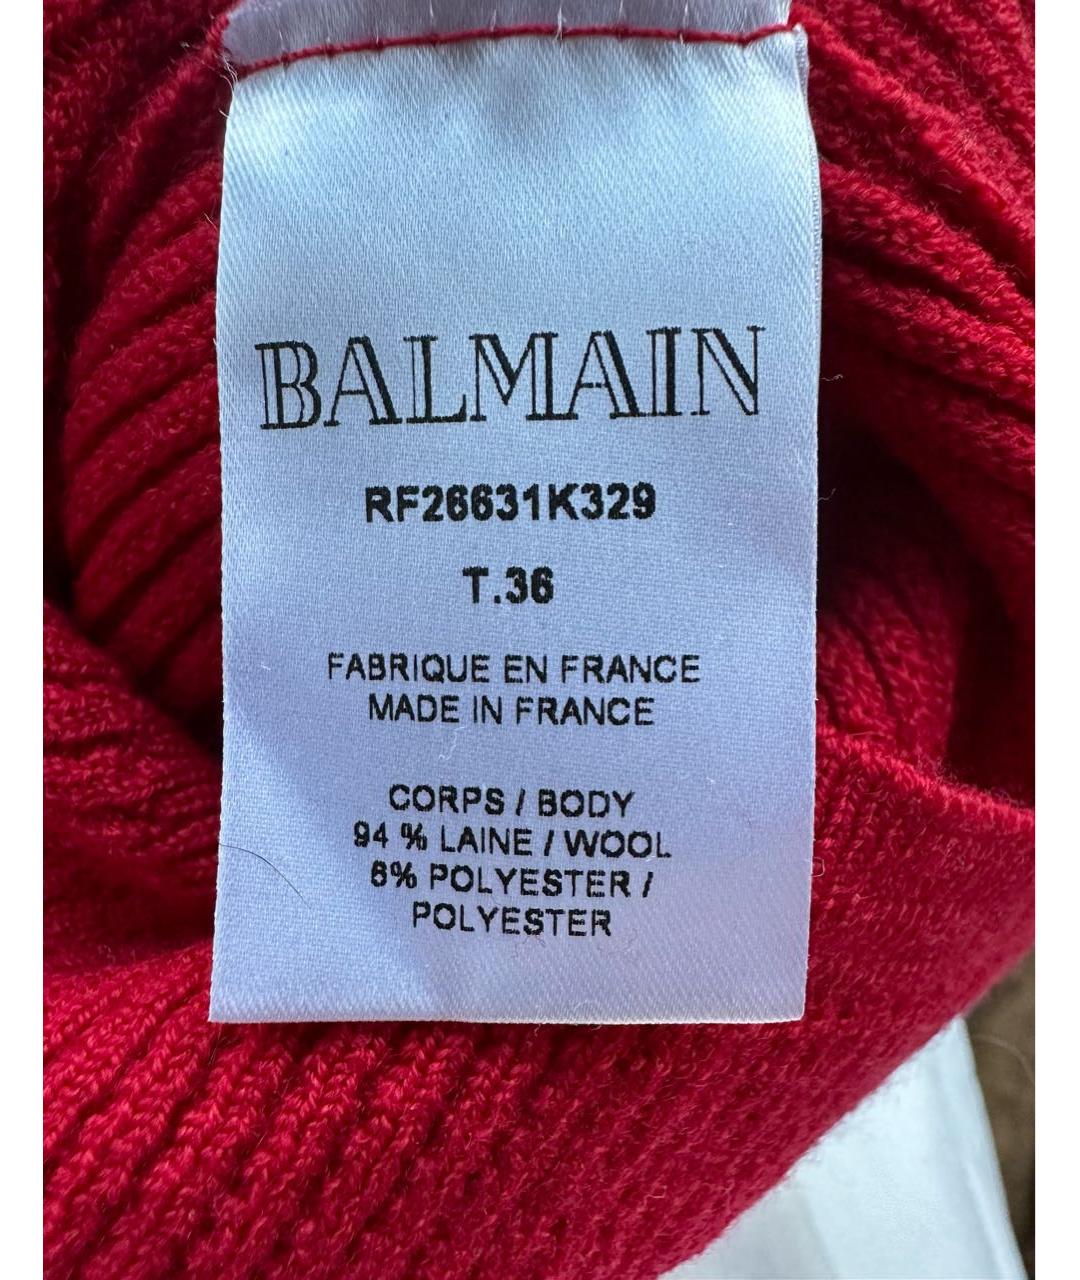 BALMAIN
RF26631K329
T.36
FABRIQUE EN FRANCE
MADE IN FRANCE
CORPS / BODY
94 % LAINE / WOOL
6% POLYESTER /
POLYESTER